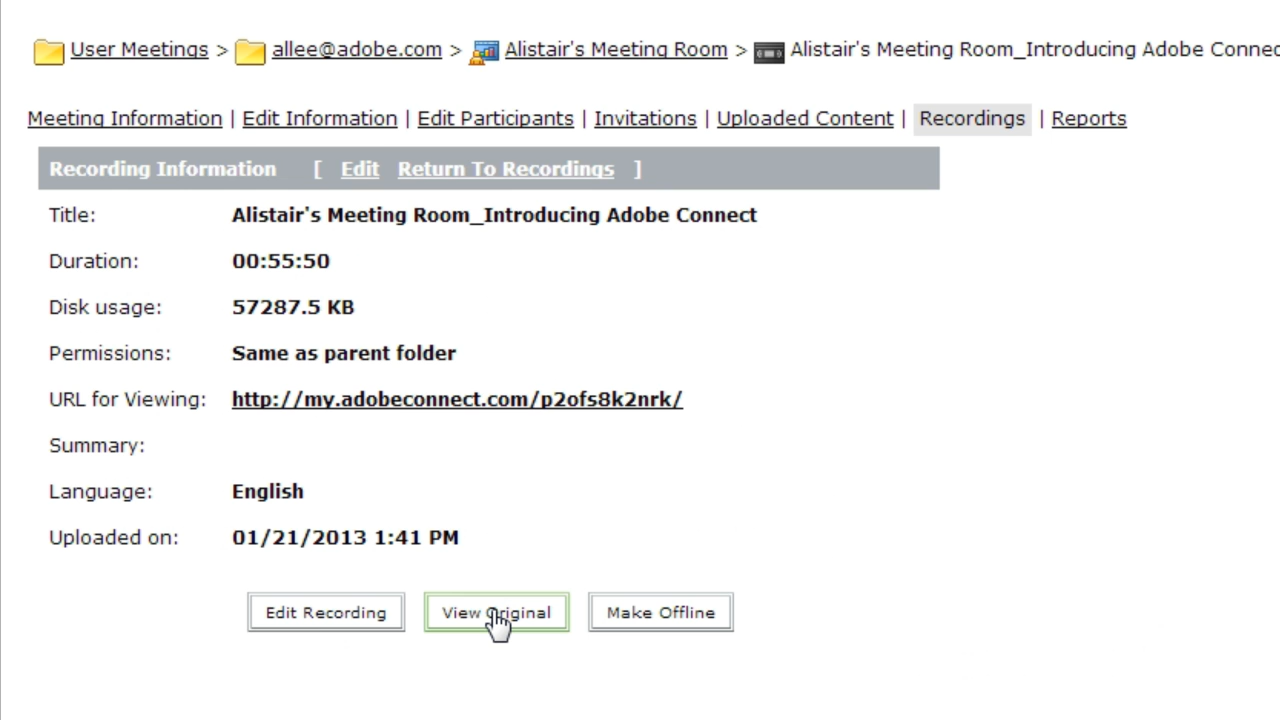 User Meetings > allee@adobe.com > Alistair's Meeting Room > Alistair's Meeting Room_Introducing Adobe Connec
Meeting Information | Edit Information | Edit Participants | Invitations | Uploaded Content | Recordings | Reports
Recording Information [ Edit Return To Recordings ]
Title: Alistair's Meeting Room_Introducing Adobe Connect
Duration: 00:55:50
Disk usage: 57287.5 KB
Permissions: Same as parent folder
URL for Viewing: http://my.adobeconnect.com/p2ofs8k2nrk/
Summary:
Language: English
Uploaded on: 01/21/2013 1:41 PM
Edit Recording View Original Make Offline